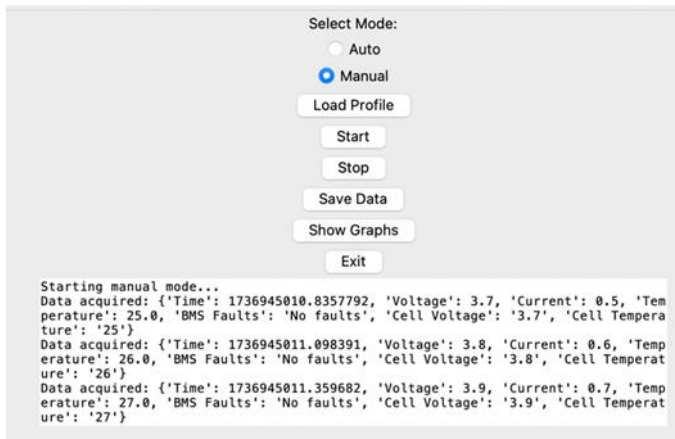 Select Mode:
Auto
Manual
Load Profile
Start
Stop
Save Data
Show Graphs
Exit
Starting manual mode...
Data acquired: {'Time': 1736945010.8357792, 'Voltage': 3.7, 'Current': 0.5, 'Tem
perature': 25.0, 'BMS Faults': 'No faults', 'Cell Voltage': '3.7', 'Cell Tempera
ture': '25'}
Data acquired: {'Time': 1736945011.098391, 'Voltage': 3.8, 'Current': 0.6, 'Temp
erature': 26.0, 'BMS Faults': 'No faults', 'Cell Voltage': '3.8', 'Cell Temperat
ure': '26'}
Data acquired: {'Time': 1736945011.359682, 'Voltage': 3.9, 'Current': 0.7, 'Temp
erature': 27.0, 'BMS Faults': 'No faults', 'Cell Voltage': '3.9', 'Cell Temperat
ure': '27'}